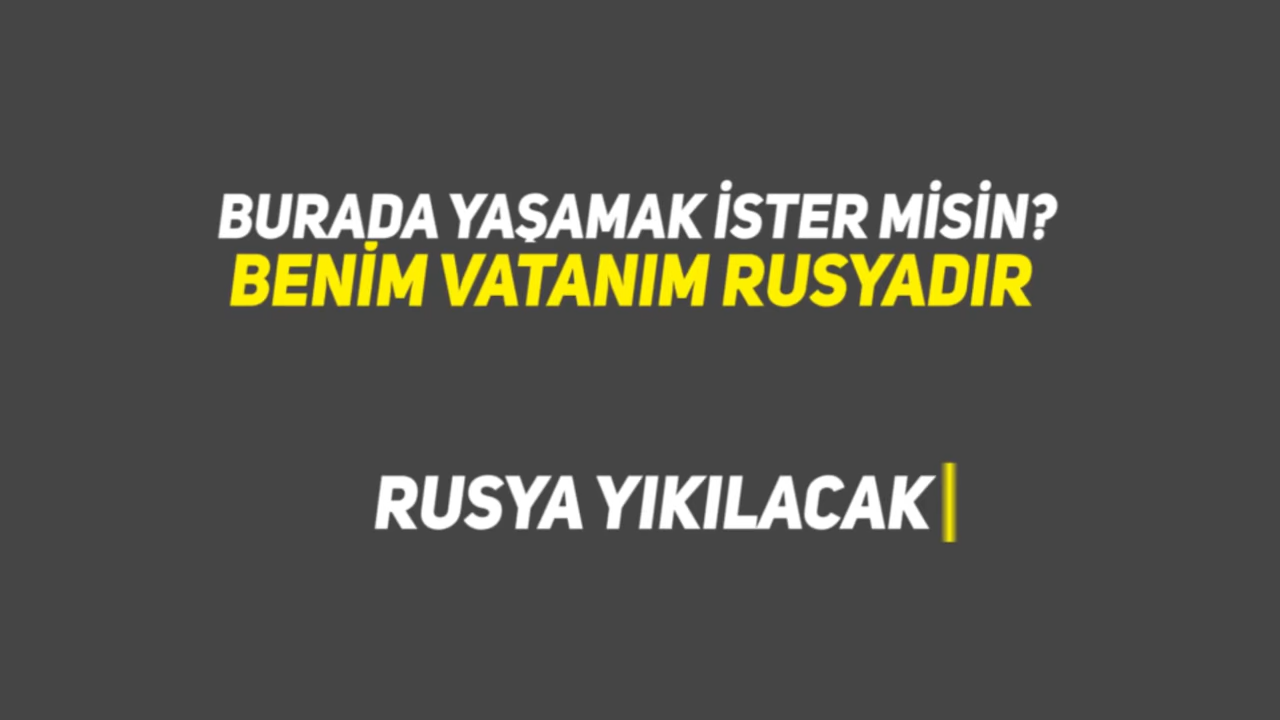 BURADA YAŞAMAK İSTER MİSİN?
BENİM VATANIM RUSYADIR
RUSYA YIKILACAK